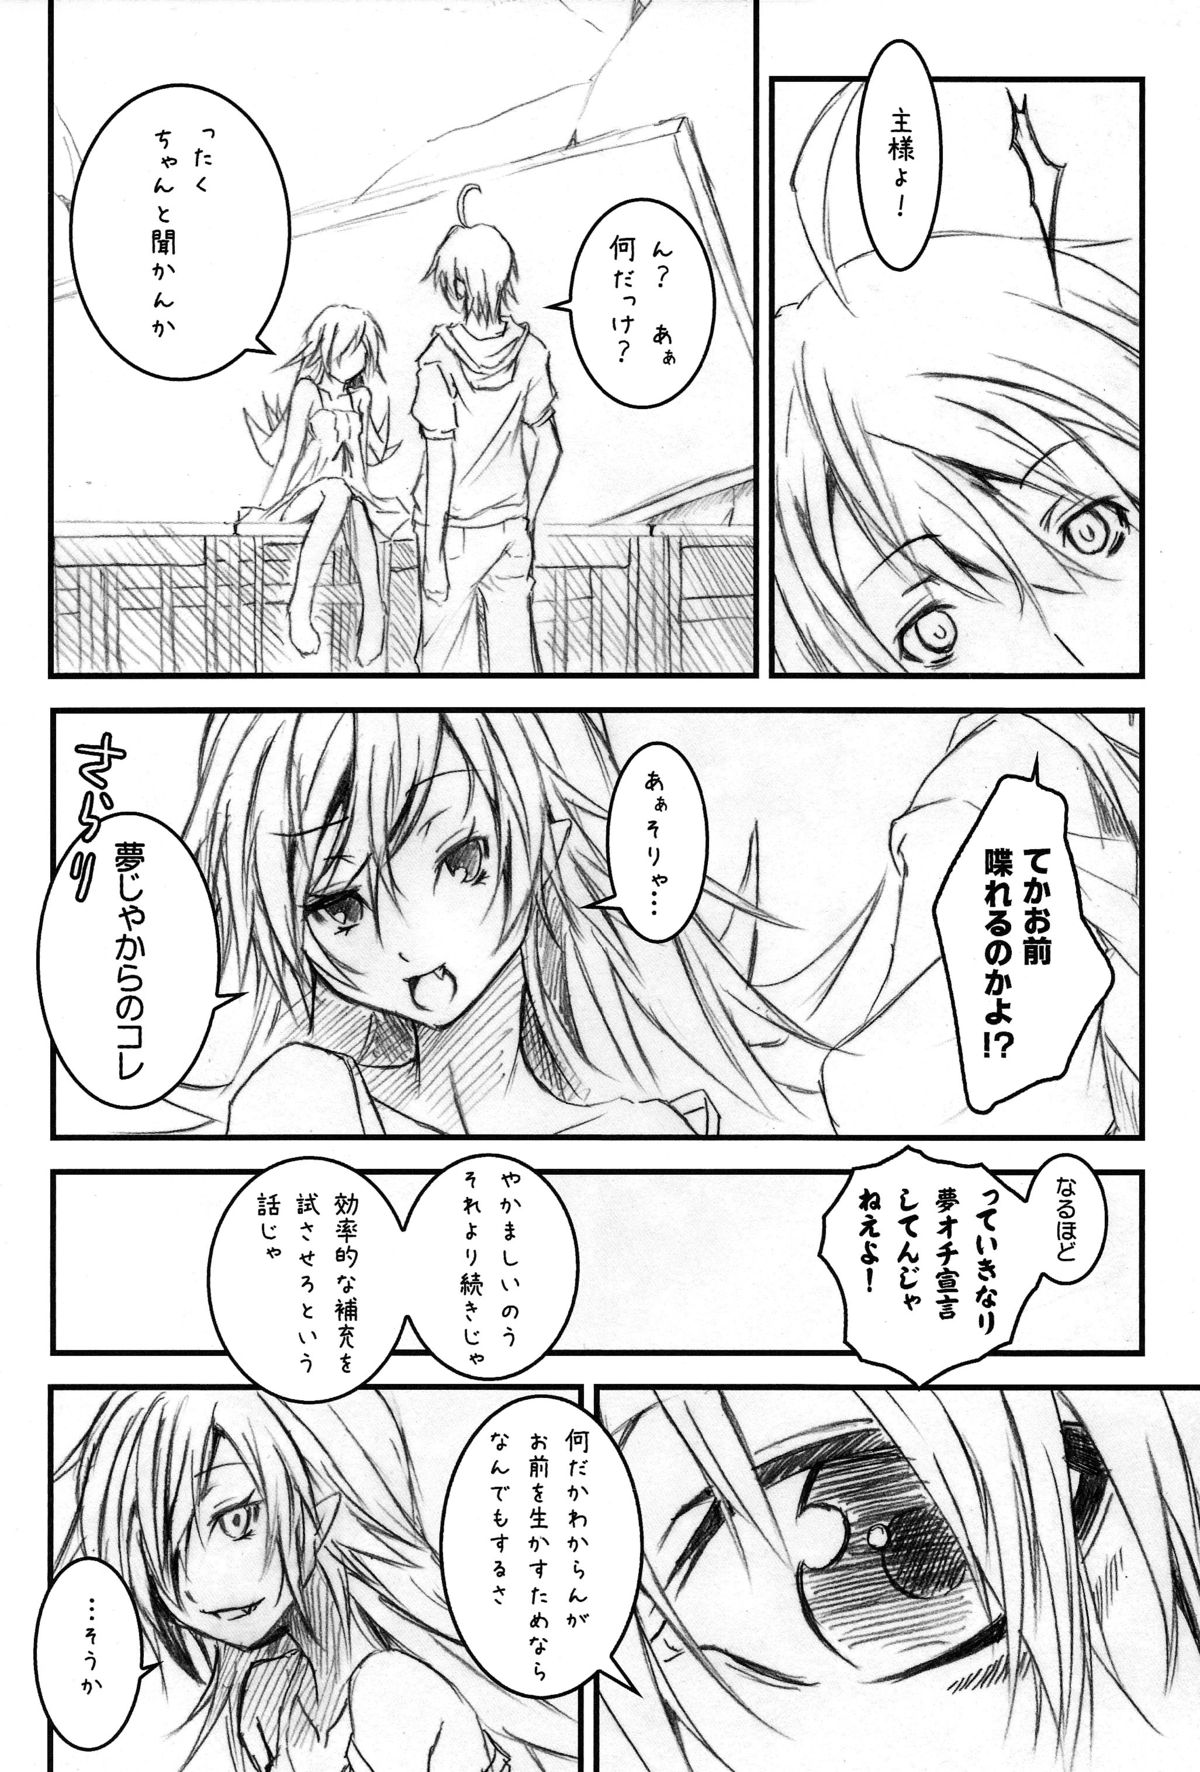 主様よ！
ん？　あぁ
何だっけ？
ったく
ちゃんと聞かんか
てかお前
喋れるのかよ!?
あぁそりゃ…
夢じゃからのコレ
さらり
なるほど
っていきなり
夢オチ宣言
してんじゃ
ねえよ！
やかましいのう
それより続きじゃ
効率的な補充を
試させろという
話じゃ
何だかわからんが
お前を生かすためなら
なんでもするさ
…そうか